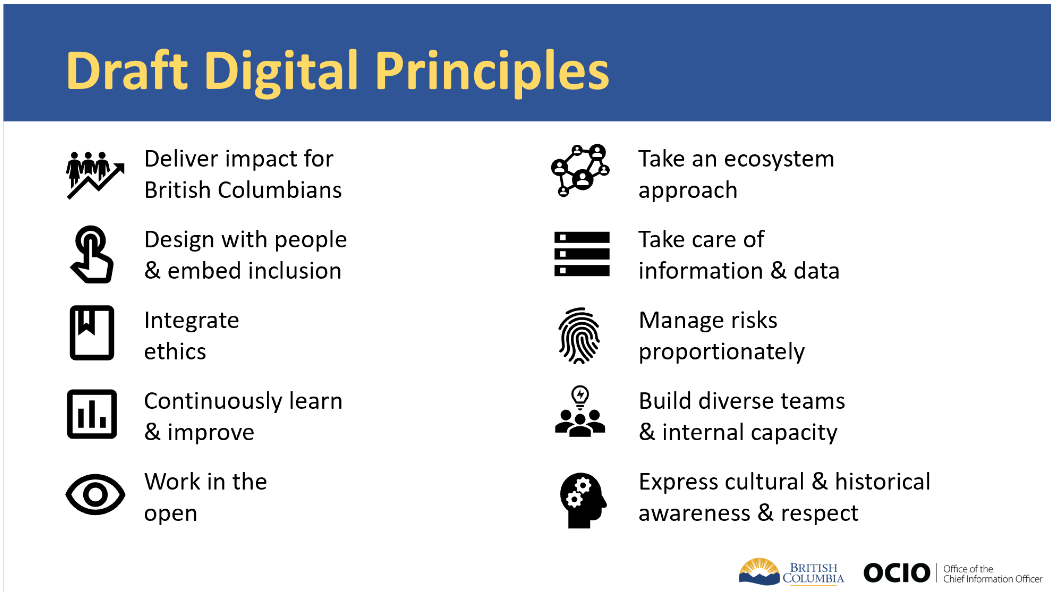 Draft Digital Principles
Deliver impact for
British Columbians
Design with people
& embed inclusion
Integrate
ethics
Continuously learn
& improve
Work in the
open
Take an ecosystem
approach
Take care of
information & data
Manage risks
proportionately
Build diverse teams
& internal capacity
Express cultural & historical
awareness & respect
BRITISH
COLUMBIA
OCIO
Office of the
Chief Information Officer